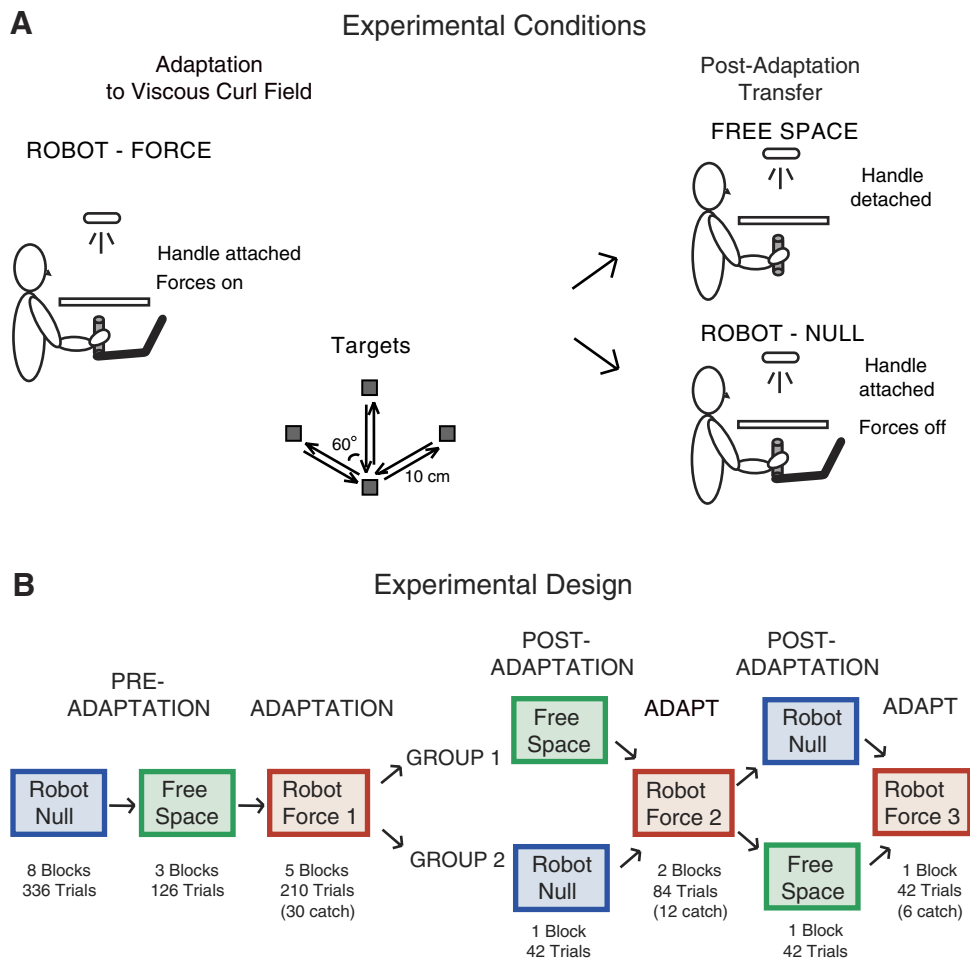 A
Experimental Conditions
Adaptation
to Viscous Curl Field
Post-Adaptation
Transfer
ROBOT - FORCE
Handle attached
Forces on
FREE SPACE
Handle
detached
Targets
60°
10 cm
ROBOT - NULL
Handle
attached
Forces off
B
Experimental Design
PRE-
ADAPTATION
ADAPTATION
POST-
ADAPTATION
ADAPT
POST-
ADAPTATION
ADAPT
Robot
Null
8 Blocks
336 Trials
Free
Space
3 Blocks
126 Trials
Robot
Force 1
5 Blocks
210 Trials
(30 catch)
GROUP 1
GROUP 2
Free
Space
Robot
Null
1 Block
42 Trials
Robot
Force 2
2 Blocks
84 Trials
(12 catch)
Robot
Null
Free
Space
1 Block
42 Trials
Robot
Force 3
1 Block
42 Trials
(6 catch)